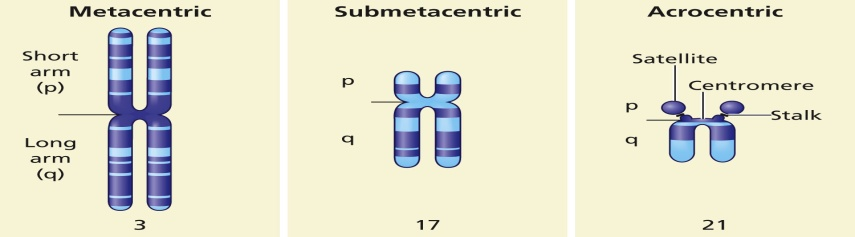 Metacentric
Short
arm
(p)
Long
arm
(q)
3
Submetacentric
p
q
17
Acrocentric
Satellite
Centromere
p
Stalk
q
21